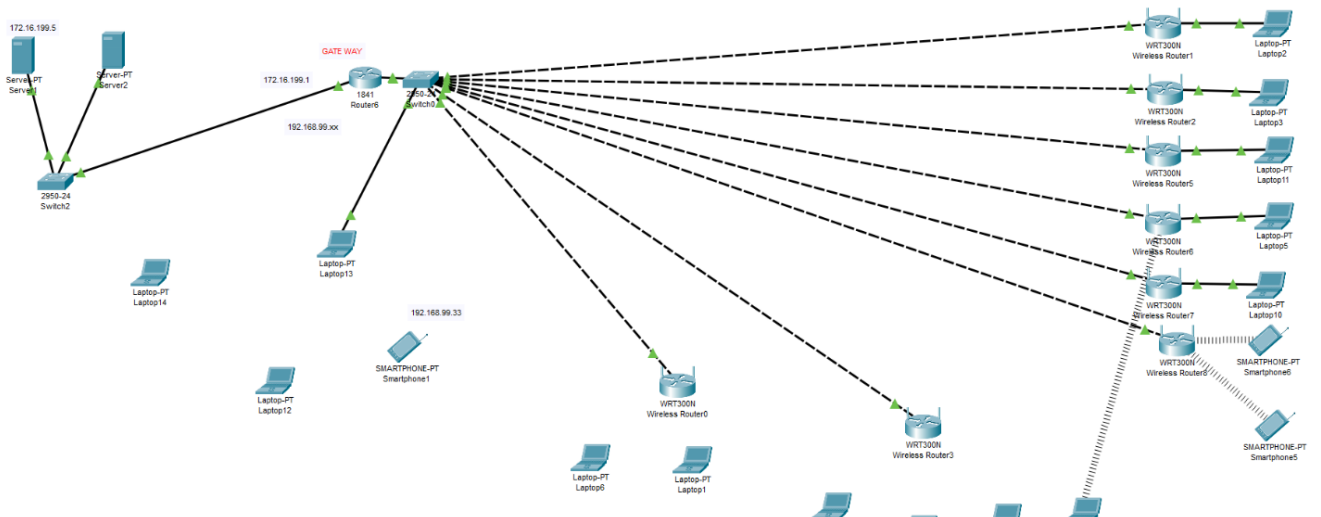 172.16.199.5
Server-PT
Server1
Server-PT
Server2
2950-24
Switch2
GATE WAY
172.16.199.1
1841
Router6
2950-24
Switch0
192.168.99.xx
Laptop-PT
Laptop13
Laptop-PT
Laptop14
192.168.99.33
SMARTPHONE-PT
Smartphone1
Laptop-PT
Laptop12
WRT300N
Wireless Router0
WRT300N
Wireless Router3
Laptop-PT
Laptop6
Laptop-PT
Laptop1
WRT300N
Wireless Router1
Laptop-PT
Laptop2
WRT300N
Wireless Router2
Laptop-PT
Laptop3
WRT300N
Wireless Router5
Laptop-PT
Laptop11
WRT300N
Wireless Router6
Laptop-PT
Laptop5
WRT300N
Wireless Router7
Laptop-PT
Laptop10
WRT300N
Wireless Router8
SMARTPHONE-PT
Smartphone6
SMARTPHONE-PT
Smartphone5